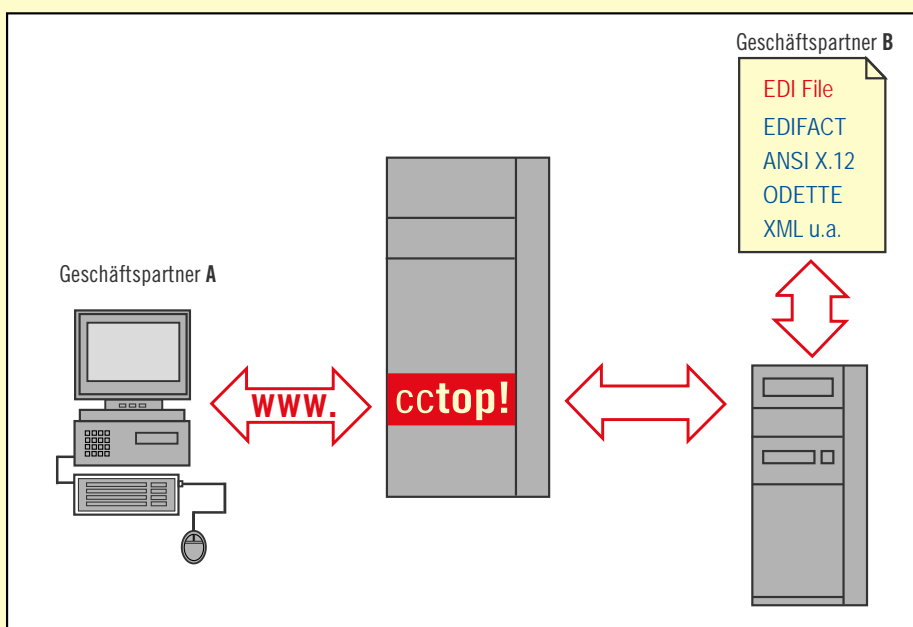 Geschäftspartner B
EDI File
EDIFACT
ANSI X.12
ODETTE
XML u.a.
Geschäftspartner A
www.
cctop!